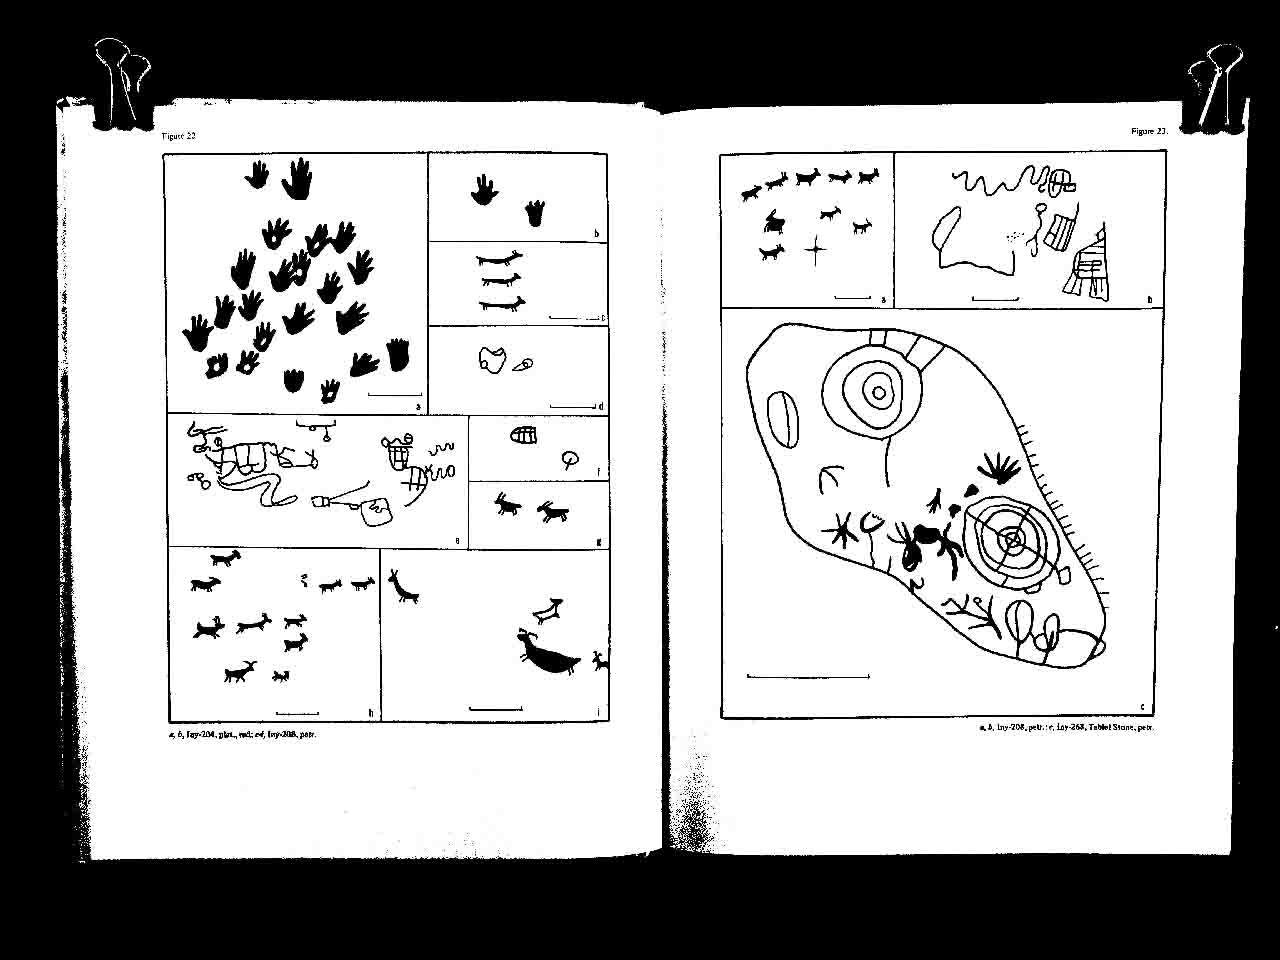 Figure 22
a
b
c
d
e
f
g
h
i
a, b, Iny-204, pict., red; c-i, Iny-208, petr.
Figure 23.
a
b
c
a, b, Iny-208, petr.; c, Iny-268, Tablet Stone, petr.